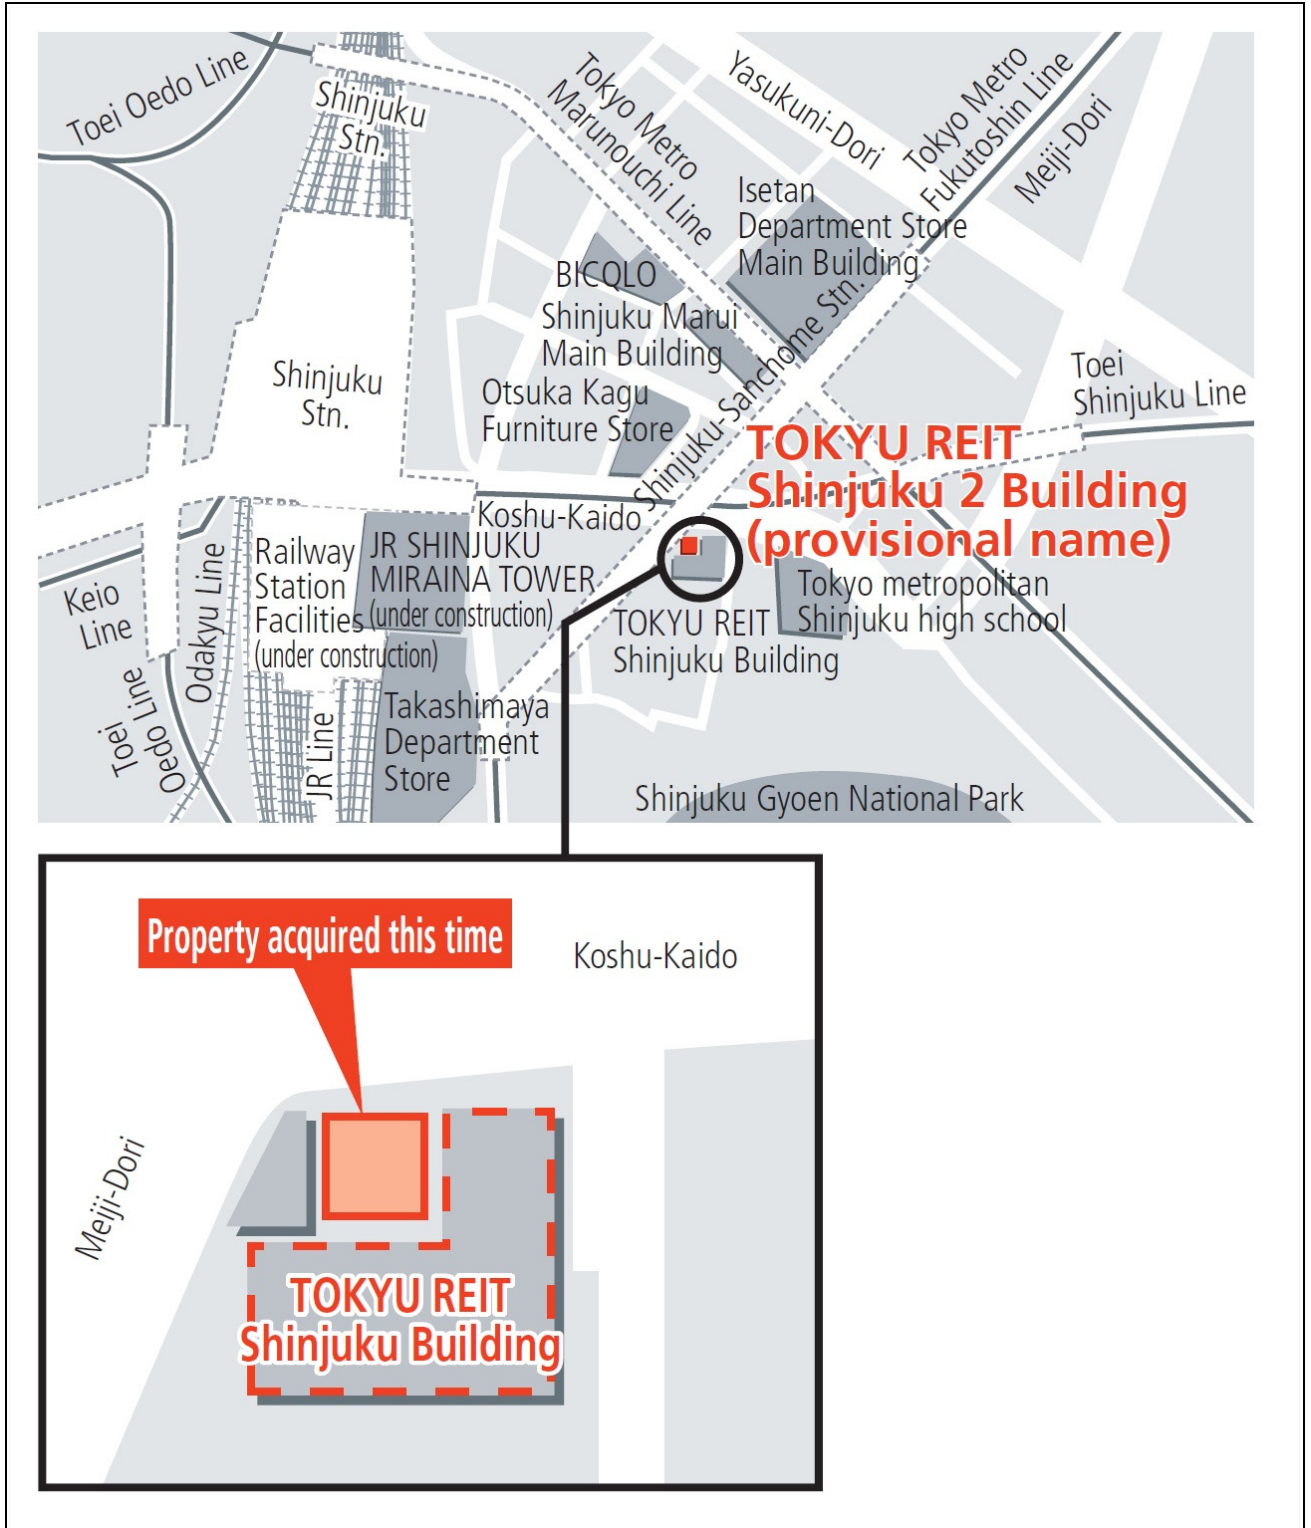 Toei Oedo Line
Shinjuku
Stn.
Tokyo Metro
Marunouchi Line
Yasukuni-Dori
Tokyo Metro
Fukutoshin Line
Meiji-Dori
Isetan
Department Store
Main Building
BICQLO
Shinjuku Marui
Main Building
Shinjuku-Sanchome Stn.
Otsuka Kagu
Furniture Store
Shinjuku
Stn.
Toei
Shinjuku Line
TOKYU REIT
Shinjuku 2 Building
(provisional name)
Koshu-Kaido
Keio
Line
Odakyu Line
Railway
Station
Facilities
(under construction)
JR SHINJUKU
MIRAINA TOWER
(under construction)
TOKYU REIT
Shinjuku Building
Tokyo metropolitan
Shinjuku high school
Toei
Oedo Line
JR Line
Takashimaya
Department
Store
Shinjuku Gyoen National Park
Property acquired this time
Koshu-Kaido
Meiji-Dori
TOKYU REIT
Shinjuku Building